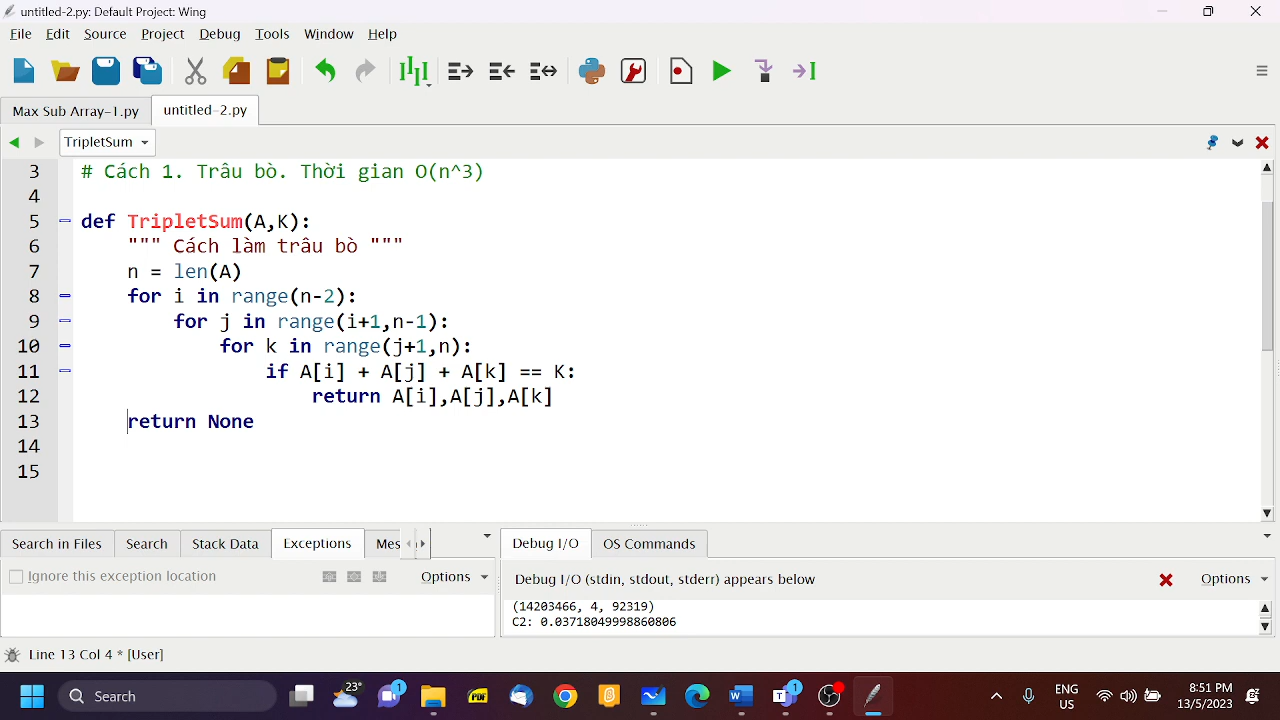 untitled-2.py: Default Project: Wing
File Edit Source Project Debug Tools Window Help
Max Sub Array-1.py untitled-2.py
TripletSum
3 # Cách 1. Trâu bò. Thời gian O(n^3)
4
5 def TripletSum(A,K):
6 """ Cách làm trâu bò """
7 n = len(A)
8 for i in range(n-2):
9 for j in range(i+1,n-1):
10 for k in range(j+1,n):
11 if A[i] + A[j] + A[k] == K:
12 return A[i],A[j],A[k]
13 return None
14
15
Search in Files Search Stack Data Exceptions Mes Debug I/O OS Commands
Ignore this exception location Options Debug I/O (stdin, stdout, stderr) appears below Options
(14203466, 4, 92319)
C2: 0.03718049998860806
Line 13 Col 4 * [User]
Search 23° 1 PDF W T 1 ENG US 8:51 PM 13/5/2023